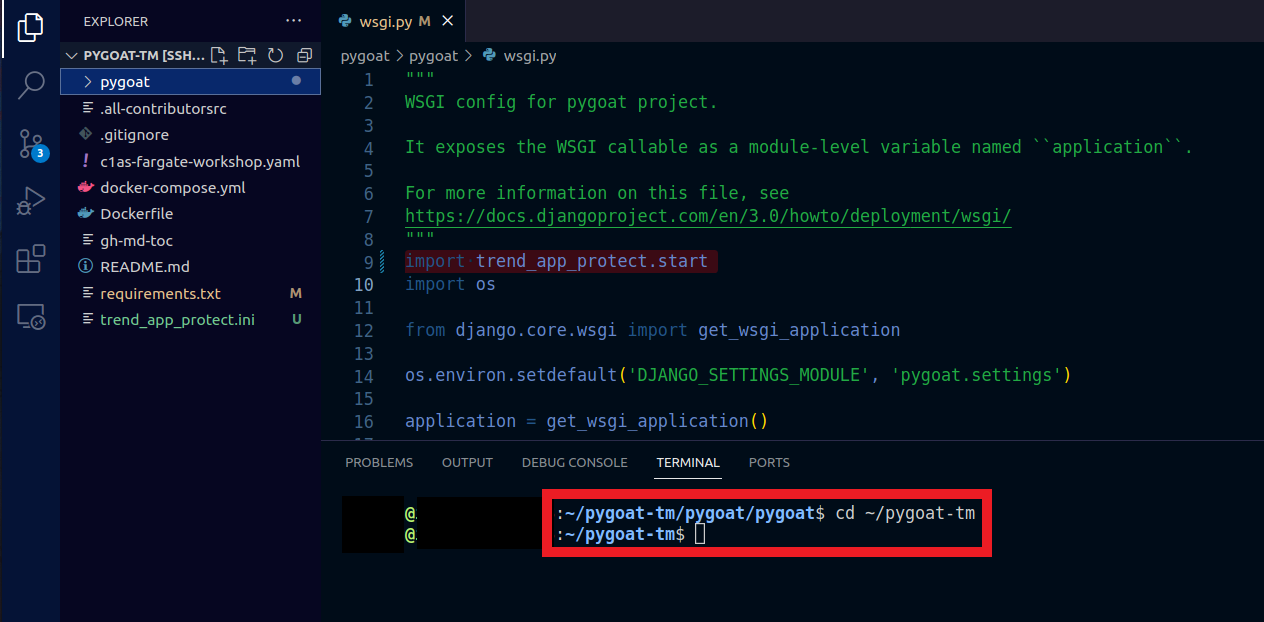 EXPLORER
PYGOAT-TM [SSH...
pygoat
.all-contributorsrc
.gitignore
c1as-fargate-workshop.yaml
docker-compose.yml
Dockerfile
gh-md-toc
README.md
requirements.txt M
trend_app_protect.ini U
3
wsgi.py M
pygoat > pygoat > wsgi.py
1 """
2 WSGI config for pygoat project.
3
4 It exposes the WSGI callable as a module-level variable named ``application``.
5
6 For more information on this file, see
7 https://docs.djangoproject.com/en/3.0/howto/deployment/wsgi/
8 """
9 import trend_app_protect.start
10 import os
11
12 from django.core.wsgi import get_wsgi_application
13
14 os.environ.setdefault('DJANGO_SETTINGS_MODULE', 'pygoat.settings')
15
16 application = get_wsgi_application()
17
PROBLEMS OUTPUT DEBUG CONSOLE TERMINAL PORTS
@ :~/pygoat-tm/pygoat/pygoat$ cd ~/pygoat-tm
@ :~/pygoat-tm$